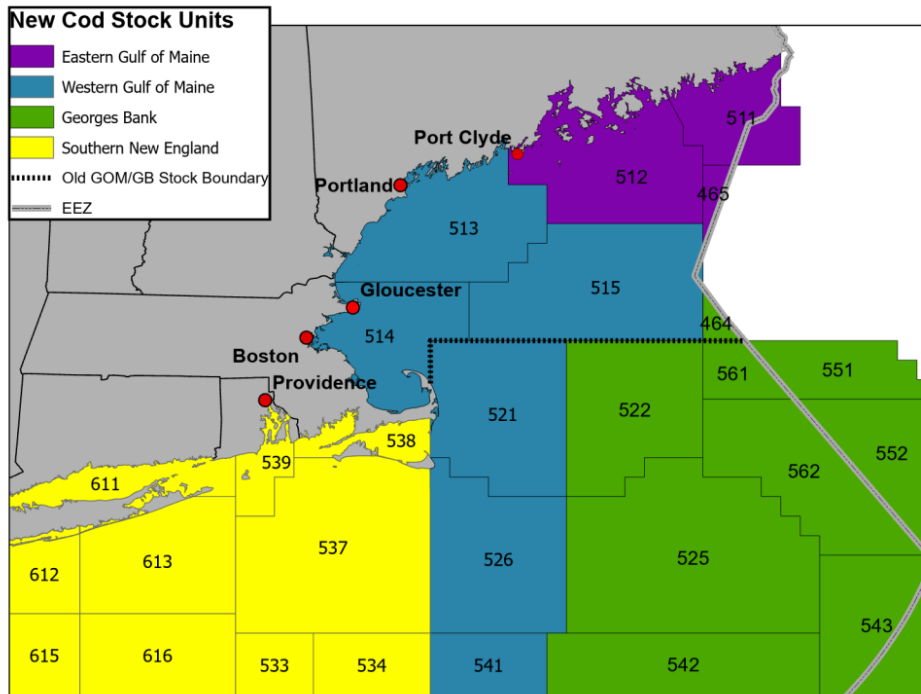 New Cod Stock Units
Eastern Gulf of Maine
Western Gulf of Maine
Georges Bank
Southern New England
Old GOM/GB Stock Boundary
EEZ
511
Port Clyde
512
Portland
465
513
515
Gloucester
464
514
Boston
561
551
Providence
521
522
538
552
539
562
611
537
613
526
525
612
543
615
616
533
534
541
542